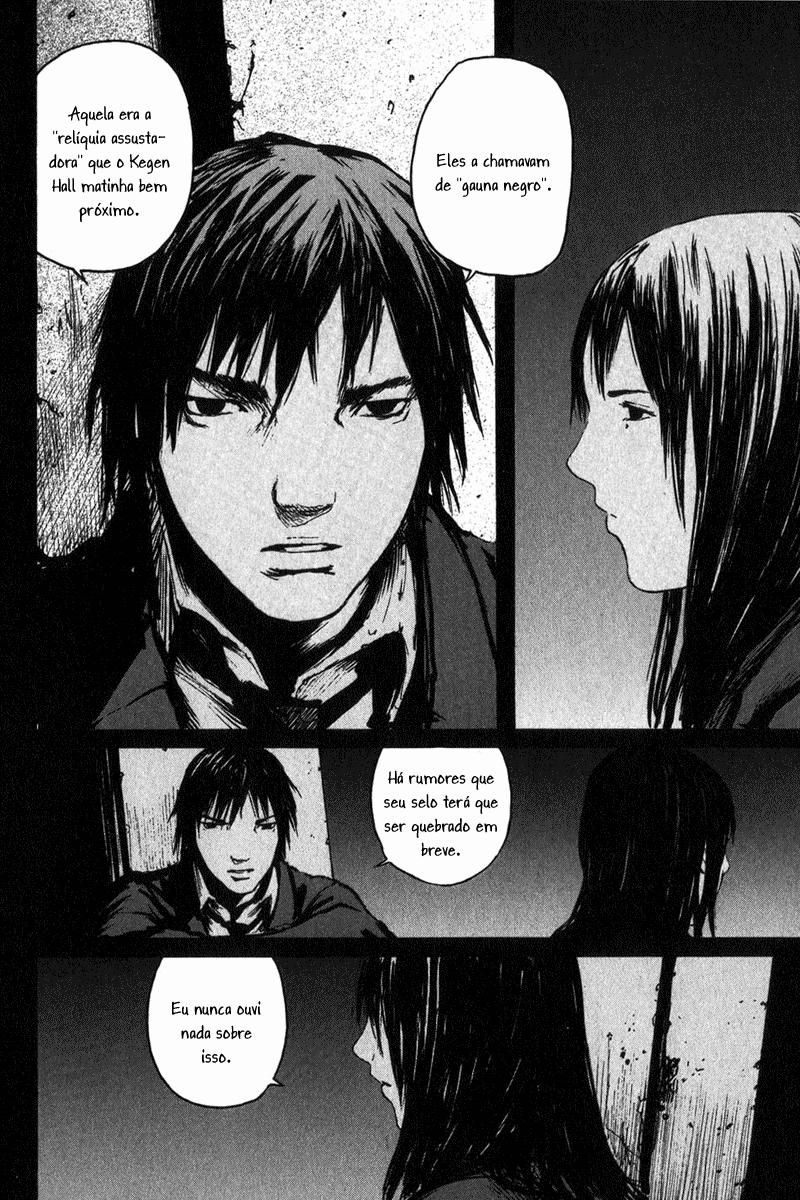 Aquela era a
"relíquia assusta-
dora" que o Kegen
Hall matinha bem
próximo.
Eles a chamavam
de "gauna negro".
Há rumores que
seu selo terá que
ser quebrado em
breve.
Eu nunca ouvi
nada sobre
isso.